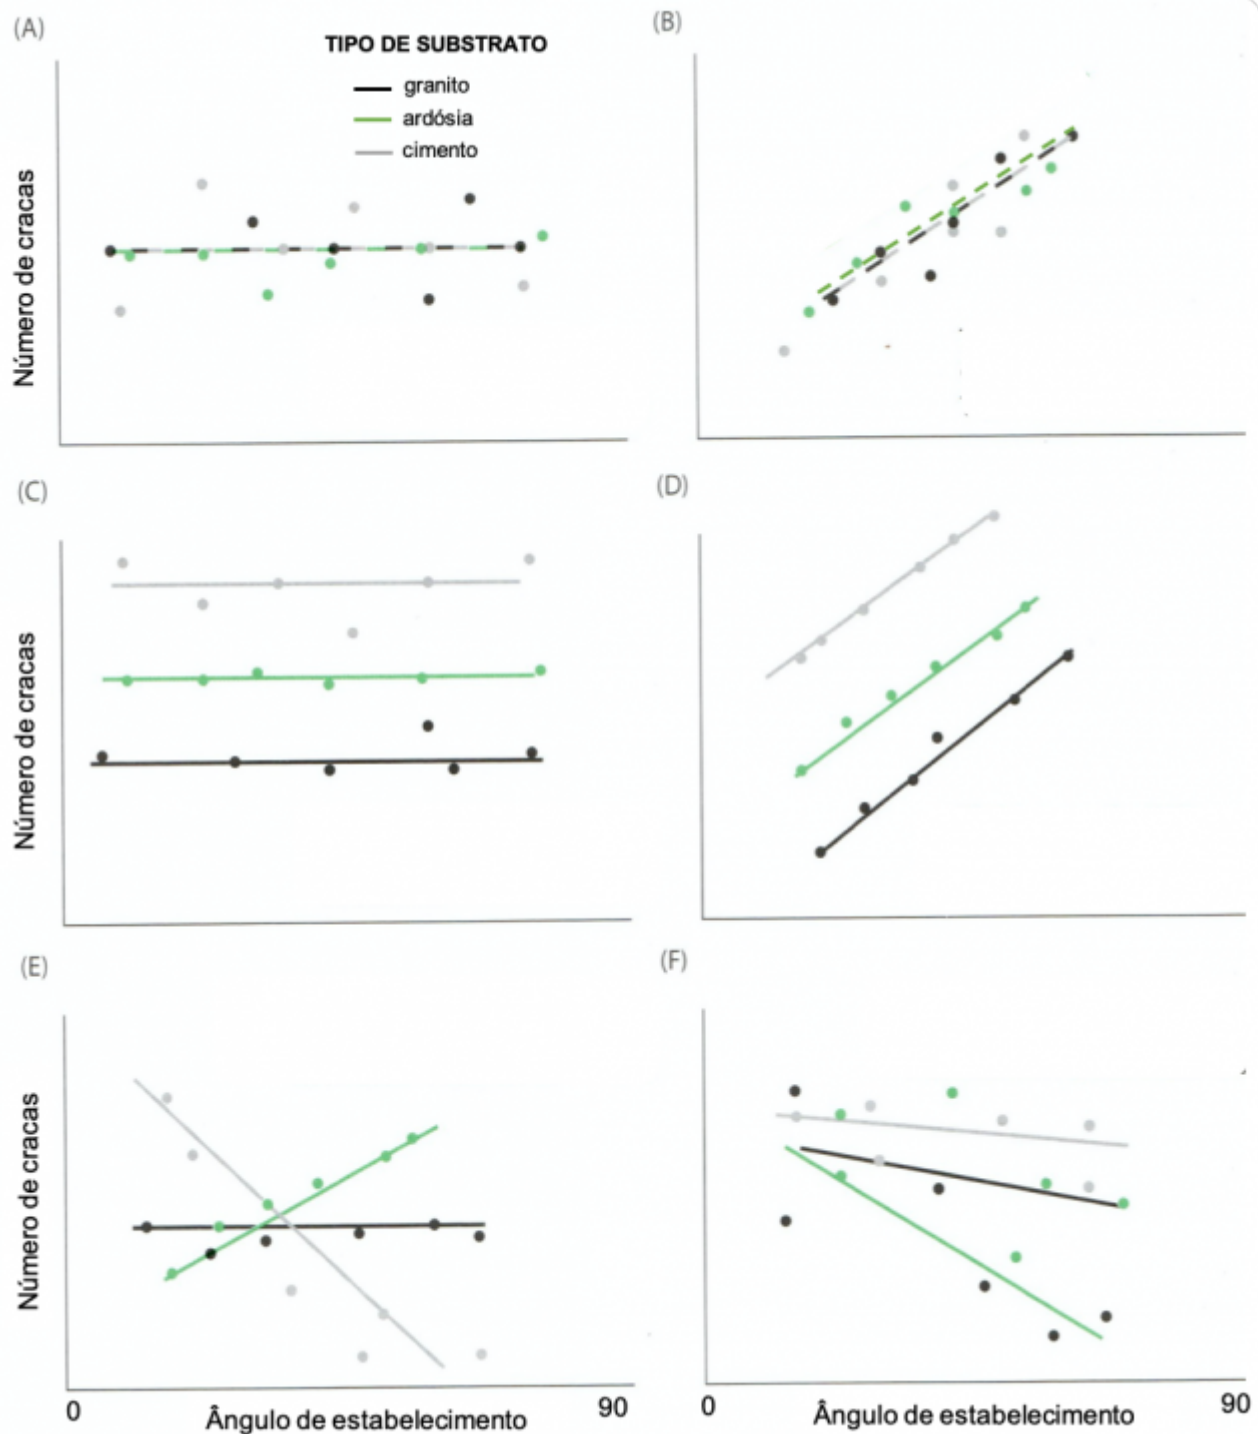 (A)
TIPO DE SUBSTRATO
granito
ardósia
cimento
Número de cracas
(B)
(C)
Número de cracas
(D)
(E)
Número de cracas
0
Ângulo de estabelecimento
90
(F)
0
Ângulo de estabelecimento
90